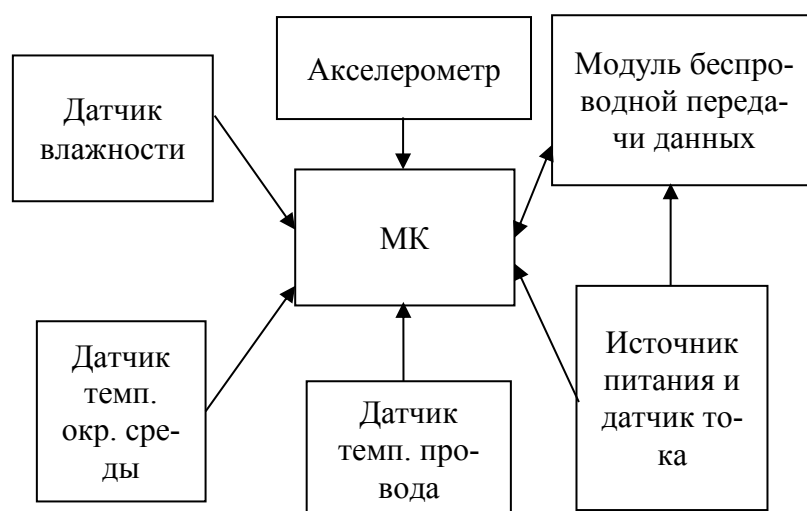 Акселерометр
Модуль беспро-
водной переда-
чи данных
Датчик
влажности
МК
Датчик
темп.
окр. сре-
ды
Датчик
темп. про-
вода
Источник
питания и
датчик то-
ка